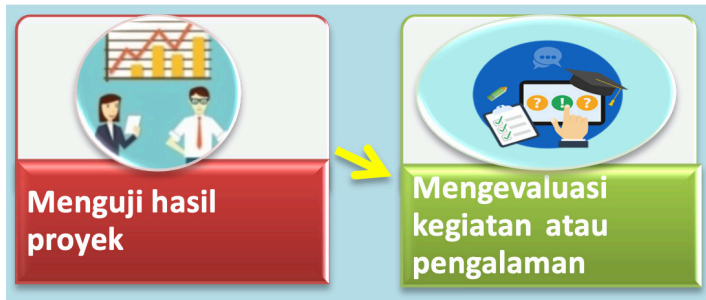 Menguji hasil
proyek
Mengevaluasi
kegiatan atau
pengalaman